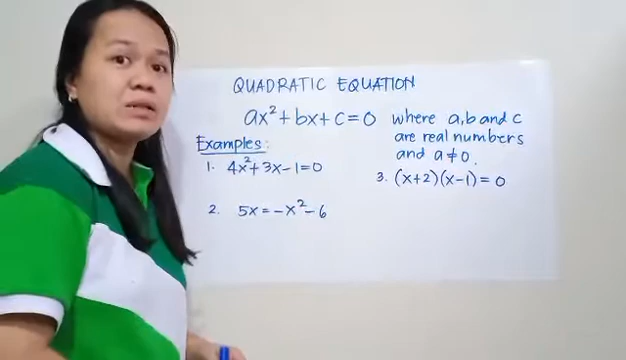 QUADRATIC EQUATION
ax²+bx+c=0 where a,b and c
are real numbers
and a≠0.
Examples:
1. 4x²+3x-1=0
2. 5x=-x²-6
3. (x+2)(x-1)=0